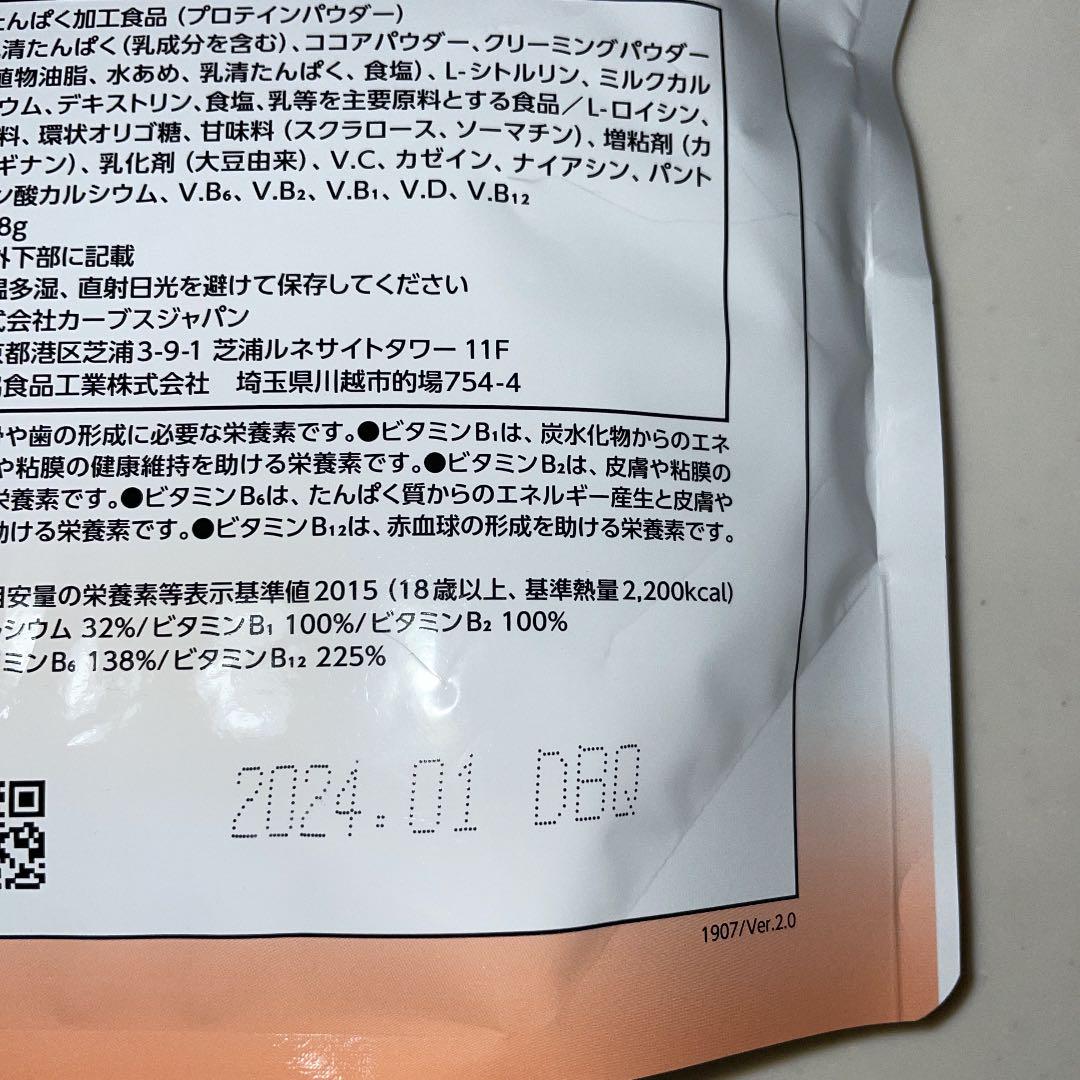 たんぱく加工食品（プロテインパウダー）
清たんぱく（乳成分を含む）、ココアパウダー、クリーミングパウダー
植物油脂、水あめ、乳清たんぱく、食塩）、L-シトルリン、ミルクカル
ウム、デキストリン、食塩、乳等を主要原料とする食品／L-ロイシン、
料、環状オリゴ糖、甘味料（スクラロース、ソーマチン）、増粘剤（カ
ギナン）、乳化剤（大豆由来）、V.C、カゼイン、ナイアシン、パント
ン酸カルシウム、V.B6、V.B2、V.B1、V.D、V.B12
8g
外下部に記載
温多湿、直射日光を避けて保存してください
式会社カーブスジャパン
京都港区芝浦3-9-1 芝浦ルネサイトタワー 11F
食品工業株式会社　埼玉県川越市的場754-4
や歯の形成に必要な栄養素です。●ビタミンB1は、炭水化物からのエネ
や粘膜の健康維持を助ける栄養素です。●ビタミンB2は、皮膚や粘膜の
栄養素です。●ビタミンB6は、たんぱく質からのエネルギー産生と皮膚や
助ける栄養素です。●ビタミンB12は、赤血球の形成を助ける栄養素です。
目安量の栄養素等表示基準値2015（18歳以上、基準熱量2,200kcal）
シウム 32%/ビタミンB1 100%/ビタミンB2 100%
ミンB6 138%/ビタミンB12 225%
2024.01 DBQ
1907/Ver.2.0